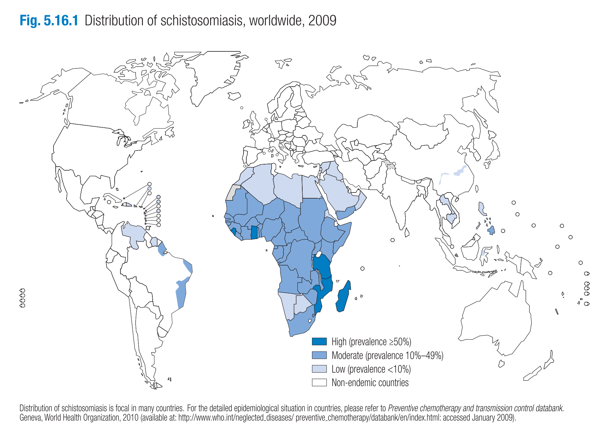 Fig. 5.16.1 Distribution of schistosomiasis, worldwide, 2009
High (prevalence ≥50%)
Moderate (prevalence 10%–49%)
Low (prevalence <10%)
Non-endemic countries
Distribution of schistosomiasis is focal in many countries. For the detailed epidemiological situation in countries, please refer to Preventive chemotherapy and transmission control databank.
Geneva, World Health Organization, 2010 (available at: http://www.who.int/neglected_diseases/ preventive_chemotherapy/databank/en/index.html: accessed January 2009).